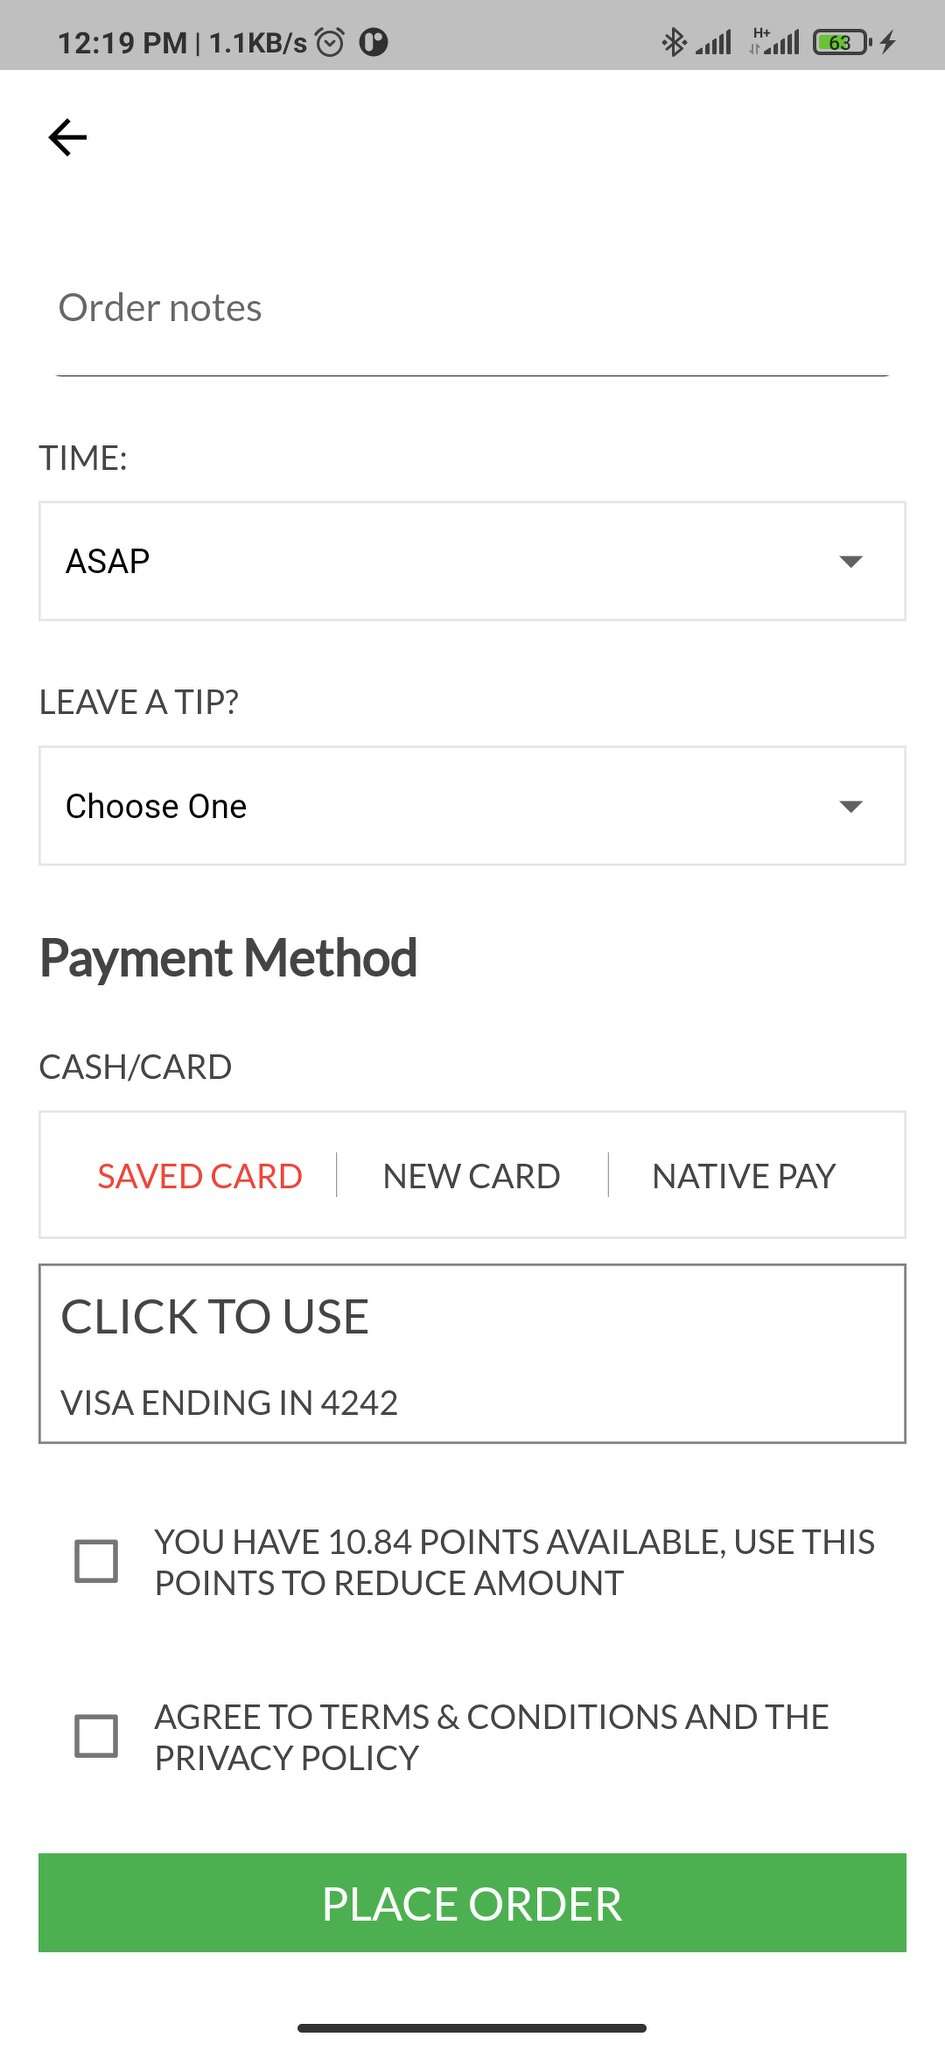 12:19 PM | 1.1KB/s
H+
63
Order notes
TIME:
ASAP
LEAVE A TIP?
Choose One
Payment Method
CASH/CARD
SAVED CARD
NEW CARD
NATIVE PAY
CLICK TO USE
VISA ENDING IN 4242
YOU HAVE 10.84 POINTS AVAILABLE, USE THIS
POINTS TO REDUCE AMOUNT
AGREE TO TERMS & CONDITIONS AND THE
PRIVACY POLICY
PLACE ORDER